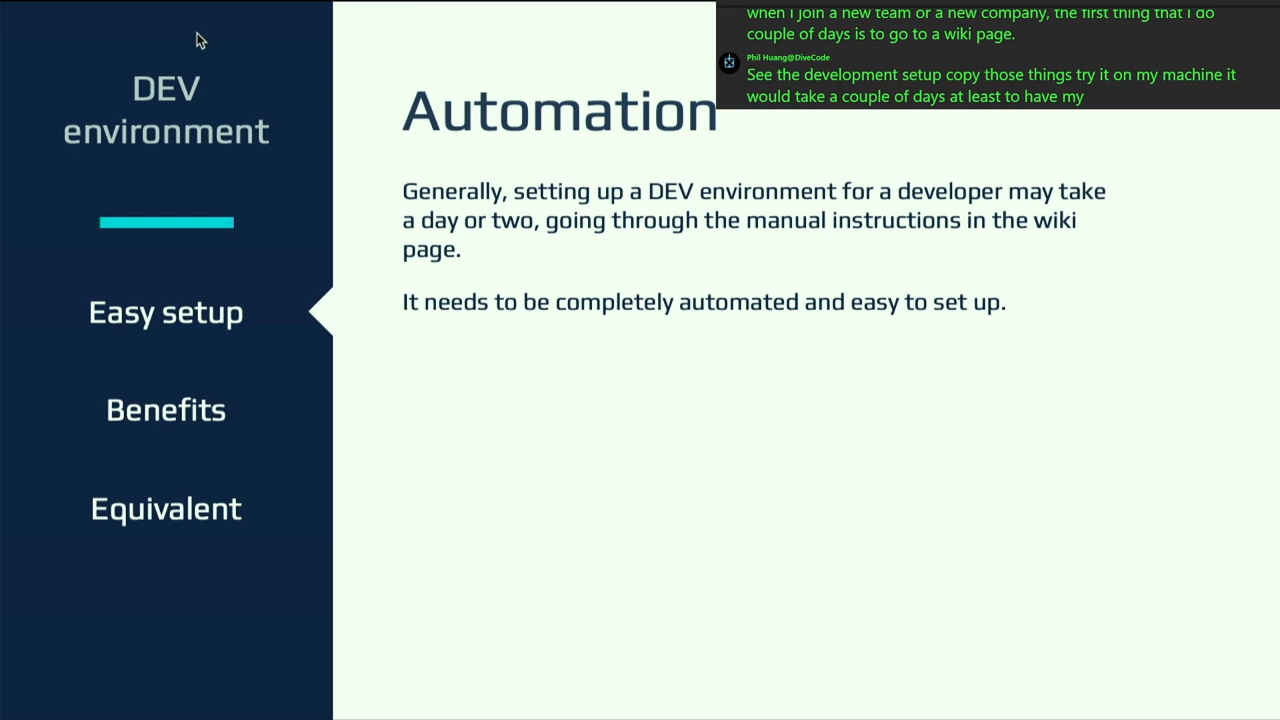 DEV
environment
Easy setup
Benefits
Equivalent
Automation
Generally, setting up a DEV environment for a developer may take
a day or two, going through the manual instructions in the wiki
page.
It needs to be completely automated and easy to set up.
when I join a new team or a new company, the first thing that I do
couple of days is to go to a wiki page.
Phil Huang@DiveCode
See the development setup copy those things try it on my machine it
would take a couple of days at least to have my